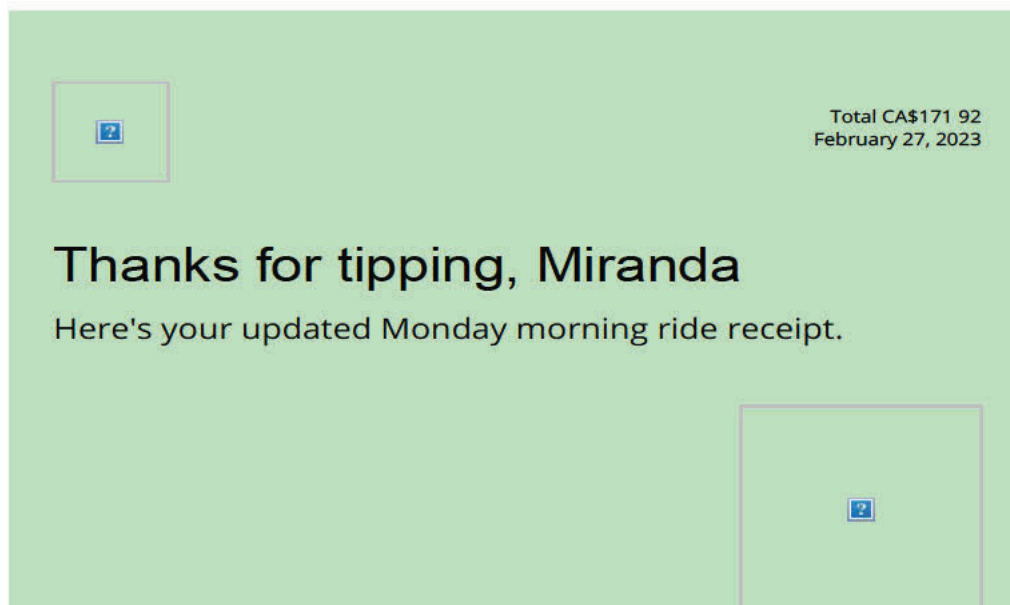 Total CA$171 92
February 27, 2023
Thanks for tipping, Miranda
Here's your updated Monday morning ride receipt.